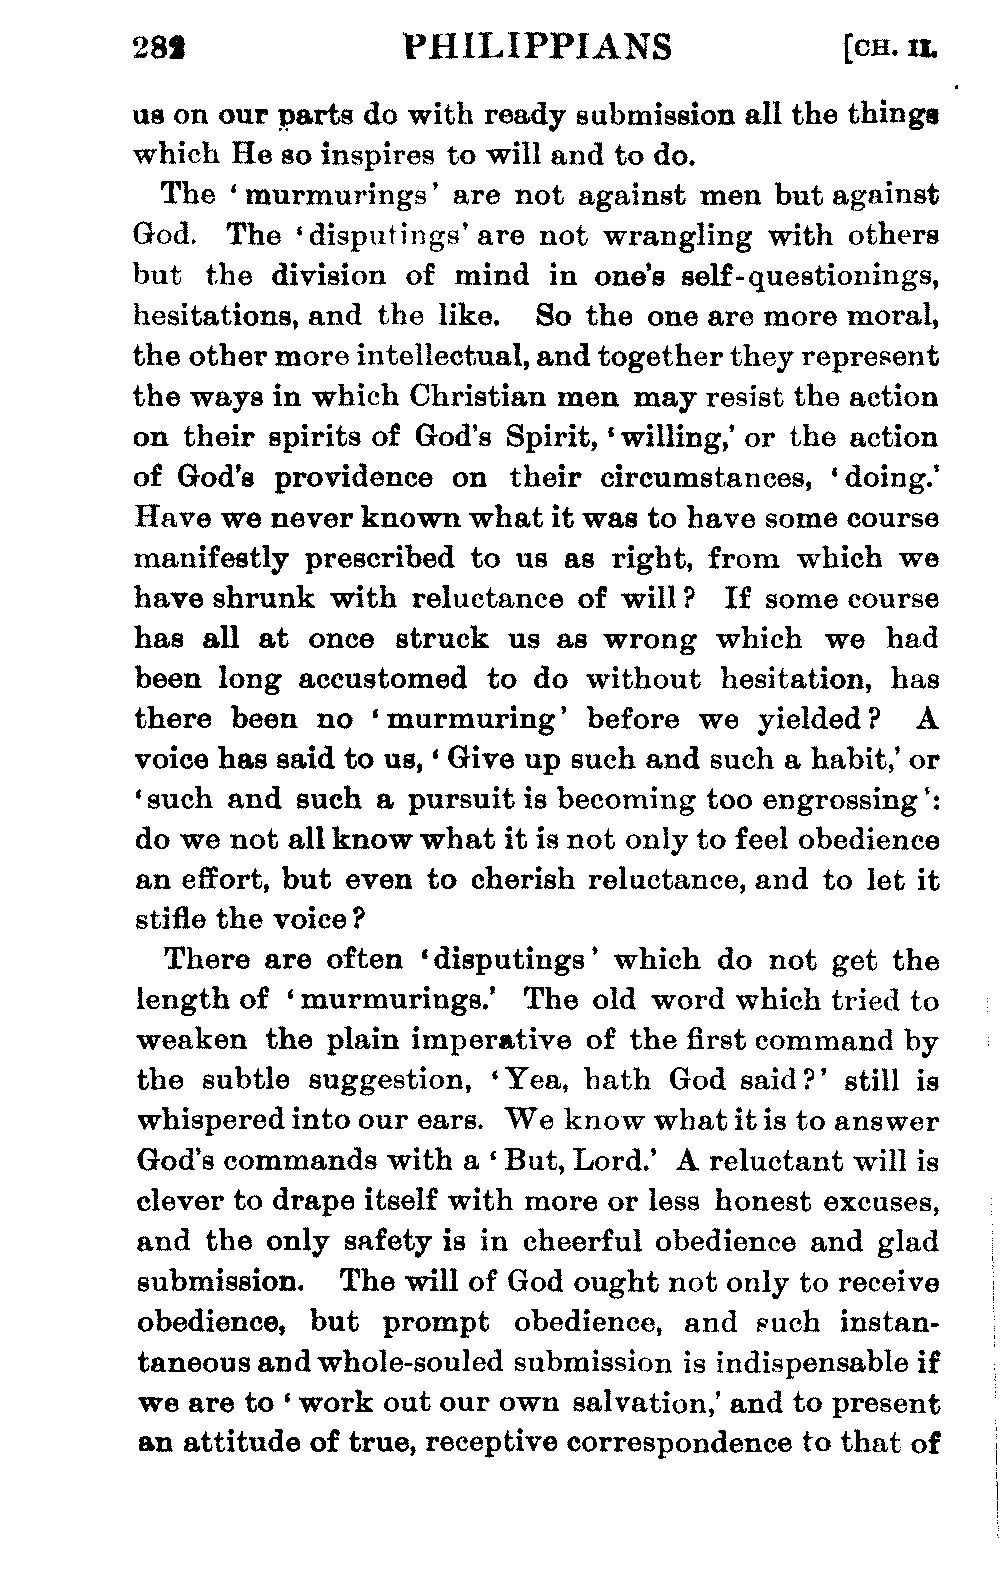 282 PHILIPPIANS [CH. II.
us on our parts do with ready submission all the things
which He so inspires to will and to do.
The ‘murmurings’ are not against men but against
God. The ‘disputings’ are not wrangling with others
but the division of mind in one’s self-questionings,
hesitations, and the like. So the one are more moral,
the other more intellectual, and together they represent
the ways in which Christian men may resist the action
on their spirits of God’s Spirit, ‘willing,’ or the action
of God’s providence on their circumstances, ‘doing.’
Have we never known what it was to have some course
manifestly prescribed to us as right, from which we
have shrunk with reluctance of will? If some course
has all at once struck us as wrong which we had
been long accustomed to do without hesitation, has
there been no ‘murmuring’ before we yielded? A
voice has said to us, ‘Give up such and such a habit,’ or
‘such and such a pursuit is becoming too engrossing’:
do we not all know what it is not only to feel obedience
an effort, but even to cherish reluctance, and to let it
stifle the voice?
There are often ‘disputings’ which do not get the
length of ‘murmurings.’ The old word which tried to
weaken the plain imperative of the first command by
the subtle suggestion, ‘Yea, hath God said?’ still is
whispered into our ears. We know what it is to answer
God’s commands with a ‘But, Lord.’ A reluctant will is
clever to drape itself with more or less honest excuses,
and the only safety is in cheerful obedience and glad
submission. The will of God ought not only to receive
obedience, but prompt obedience, and such instan-
taneous and whole-souled submission is indispensable if
we are to ‘work out our own salvation,’ and to present
an attitude of true, receptive correspondence to that of